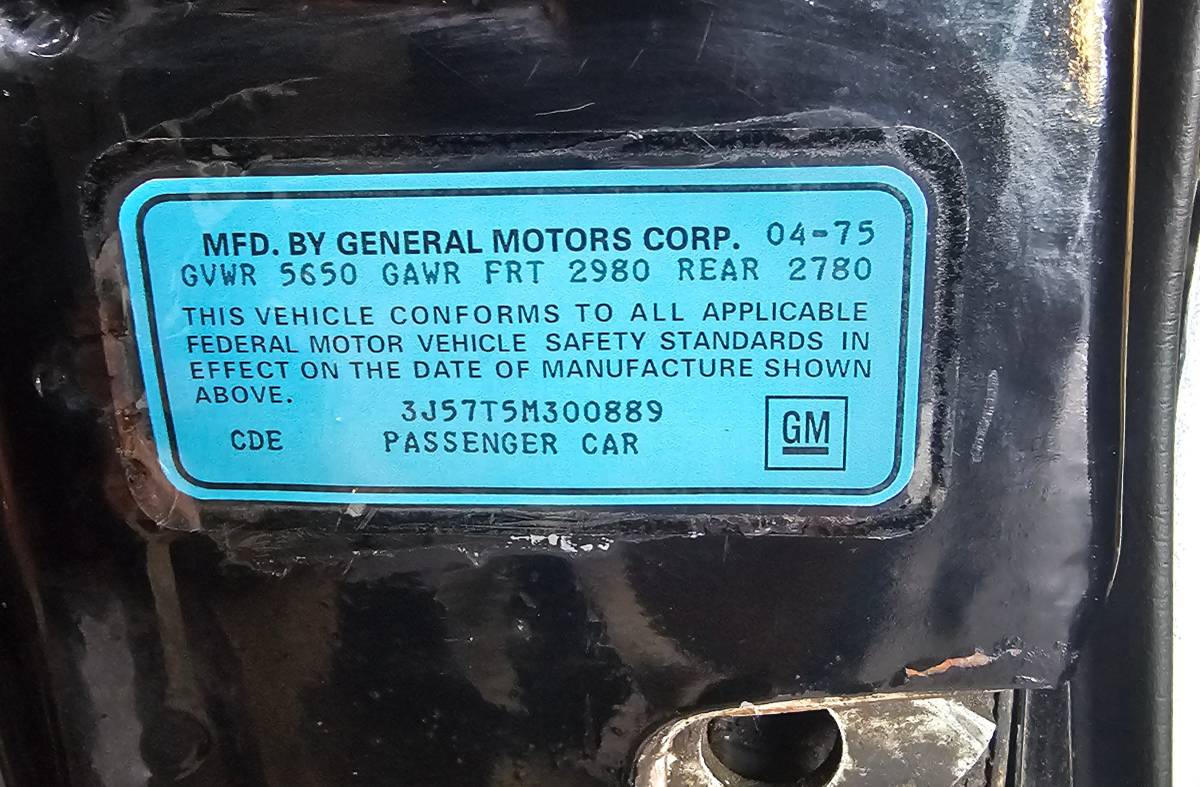 MFD. BY GENERAL MOTORS CORP. 04-75
GVWR 5650 GAWR FRT 2980 REAR 2780
THIS VEHICLE CONFORMS TO ALL APPLICABLE
FEDERAL MOTOR VEHICLE SAFETY STANDARDS IN
EFFECT ON THE DATE OF MANUFACTURE SHOWN
ABOVE.
3J57T5M300889
CDE PASSENGER CAR
GM